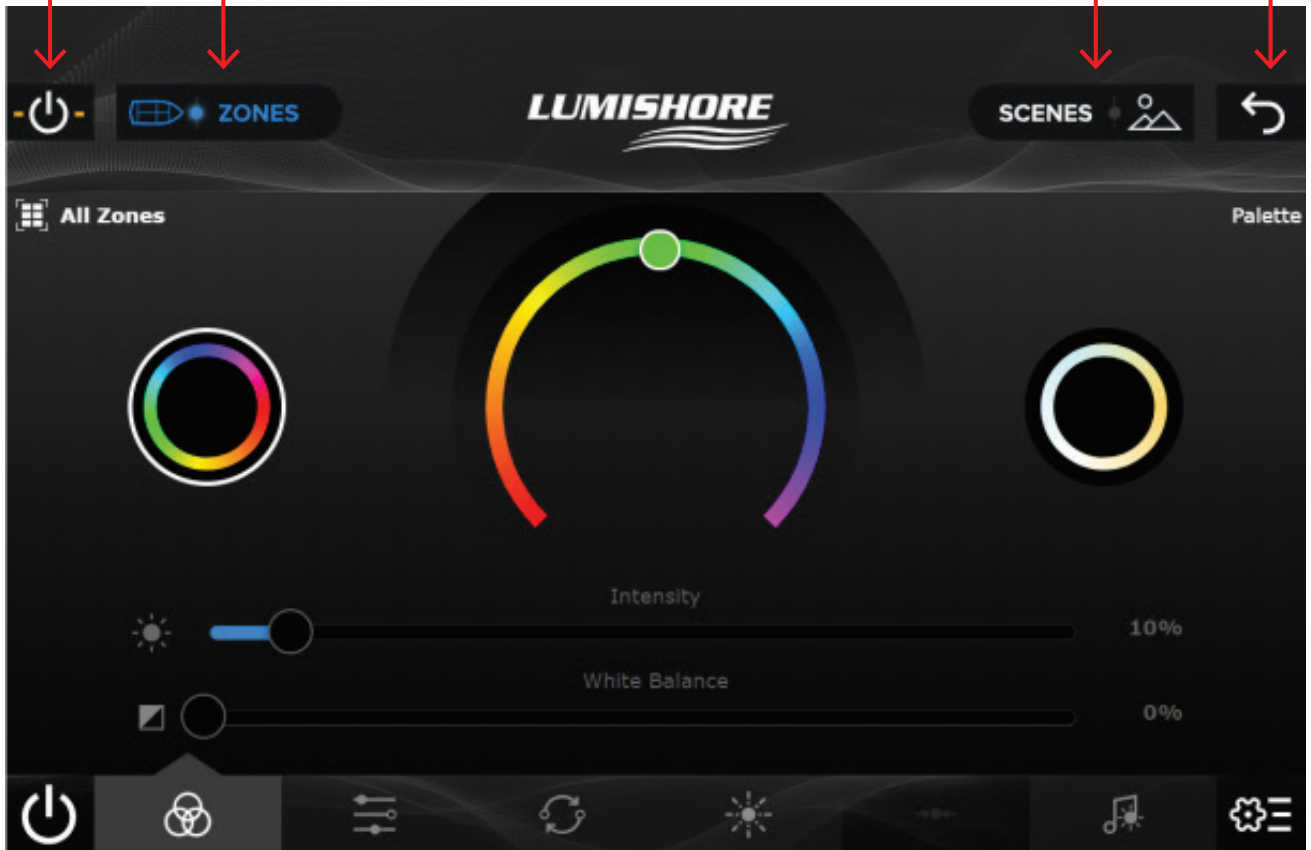 ZONES
LUMISHORE
SCENES
All Zones
Palette
Intensity
10%
White Balance
0%